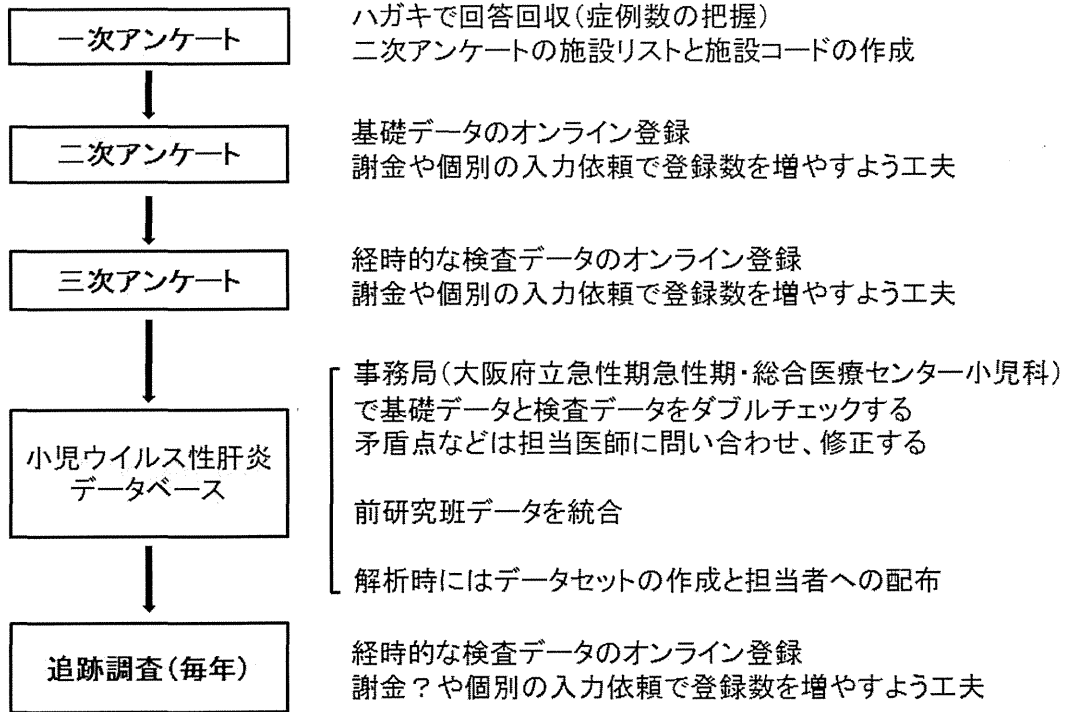 一次アンケート
ハガキで回答回収(症例数の把握)
二次アンケートの施設リストと施設コードの作成
二次アンケート
基礎データのオンライン登録
謝金や個別の入力依頼で登録数を増やすよう工夫
三次アンケート
経時的な検査データのオンライン登録
謝金や個別の入力依頼で登録数を増やすよう工夫
小児ウイルス性肝炎
データベース
事務局(大阪府立急性期急性期・総合医療センター小児科)
で基礎データと検査データをダブルチェックする
矛盾点などは担当医師に問い合わせ、修正する
前研究班データを統合
解析時にはデータセットの作成と担当者への配布
追跡調査(毎年)
経時的な検査データのオンライン登録
謝金?や個別の入力依頼で登録数を増やすよう工夫